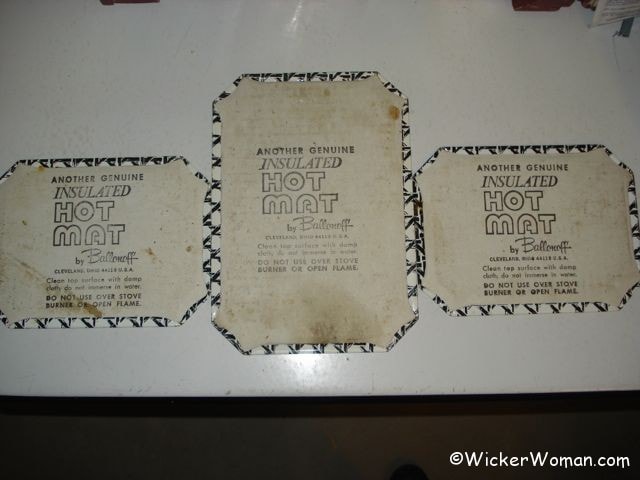 ANOTHER GENUINE
INSULATED
HOT
MAT
by Ballonoff
CLEVELAND, OHIO 44128 U.S.A.
Clean top surface with damp
cloth; do not immerse in water.
DO NOT USE OVER STOVE
BURNER OR OPEN FLAME.
ANOTHER GENUINE
INSULATED
HOT
MAT
by Ballonoff
CLEVELAND, OHIO 44128 U.S.A.
Clean top surface with damp
cloth; do not immerse in water.
DO NOT USE OVER STOVE
BURNER OR OPEN FLAME.
ANOTHER GENUINE
INSULATED
HOT
MAT
by Ballonoff
CLEVELAND, OHIO 44128 U.S.A.
Clean top surface with damp
cloth; do not immerse in water.
DO NOT USE OVER STOVE
BURNER OR OPEN FLAME.
©WickerWoman.com